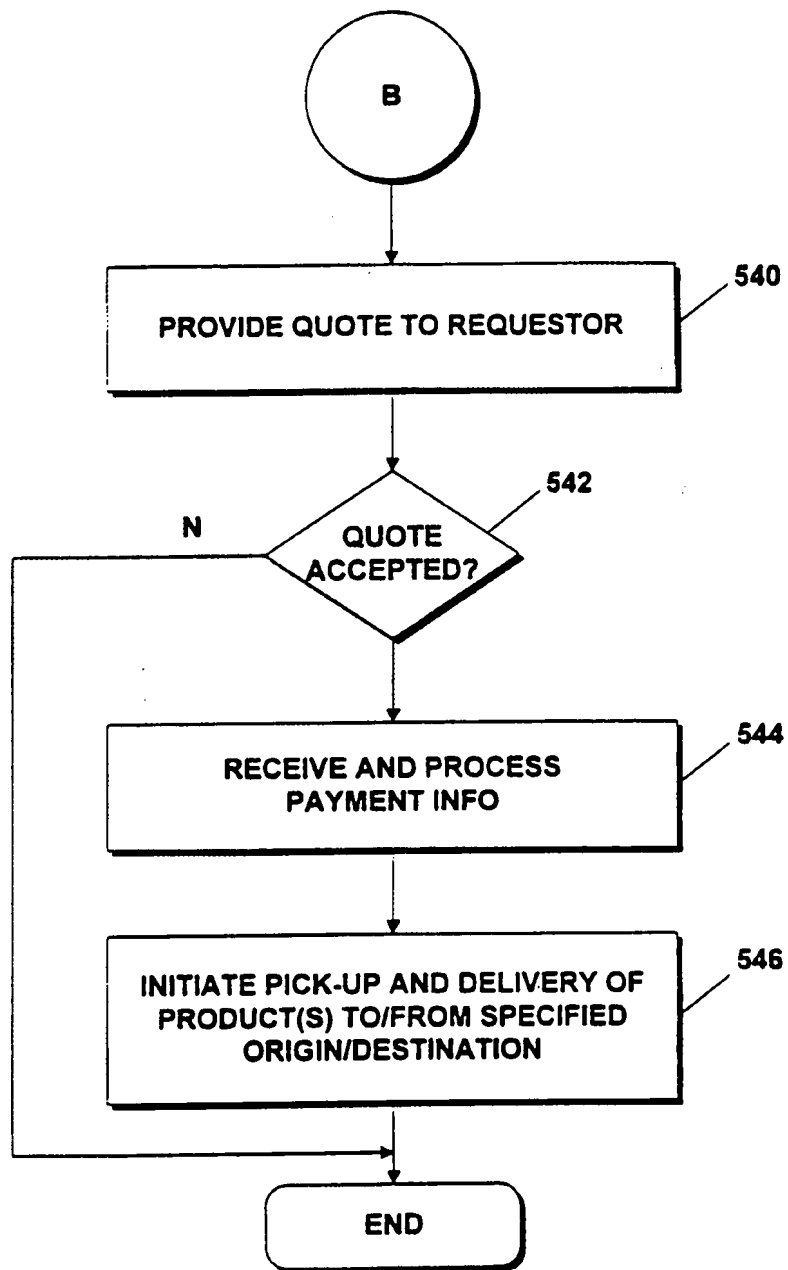 B
540
PROVIDE QUOTE TO REQUESTOR
542
N
QUOTE
ACCEPTED?
544
RECEIVE AND PROCESS
PAYMENT INFO
546
INITIATE PICK-UP AND DELIVERY OF
PRODUCT(S) TO/FROM SPECIFIED
ORIGIN/DESTINATION
END